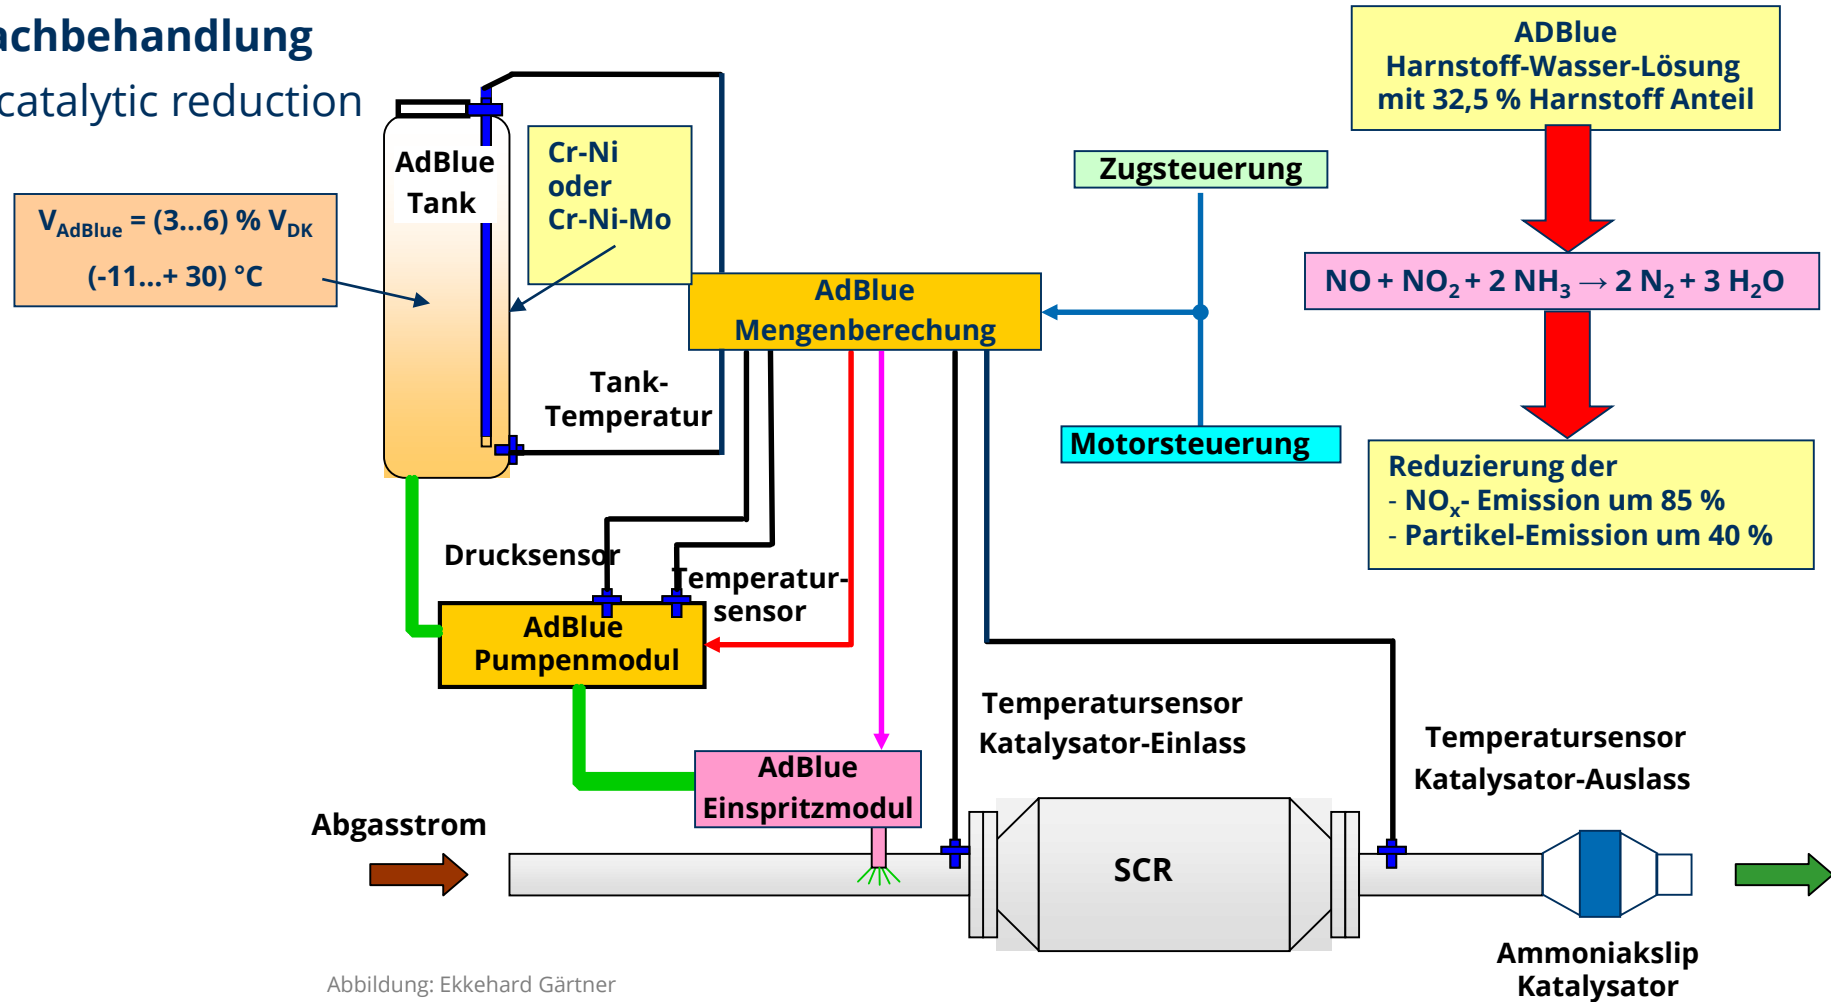 achbehandlung
catalytic reduction
ADBlue
Harnstoff-Wasser-Lösung
mit 32,5 % Harnstoff Anteil
AdBlue
Tank
Cr-Ni
oder
Cr-Ni-Mo
Zugsteuerung
V_AdBlue = (3...6) % V_DK
(-11...+ 30) °C
NO + NO₂ + 2 NH₃ → 2 N₂ + 3 H₂O
AdBlue
Mengenberechung
Tank-
Temperatur
Motorsteuerung
Reduzierung der
- NOₓ- Emission um 85 %
- Partikel-Emission um 40 %
Drucksensor
Temperatur-
sensor
AdBlue
Pumpenmodul
Temperatursensor
Katalysator-Einlass
Temperatursensor
Katalysator-Auslass
AdBlue
Einspritzmodul
Abgasstrom
SCR
Ammoniakslip
Katalysator
Abbildung: Ekkehard Gärtner